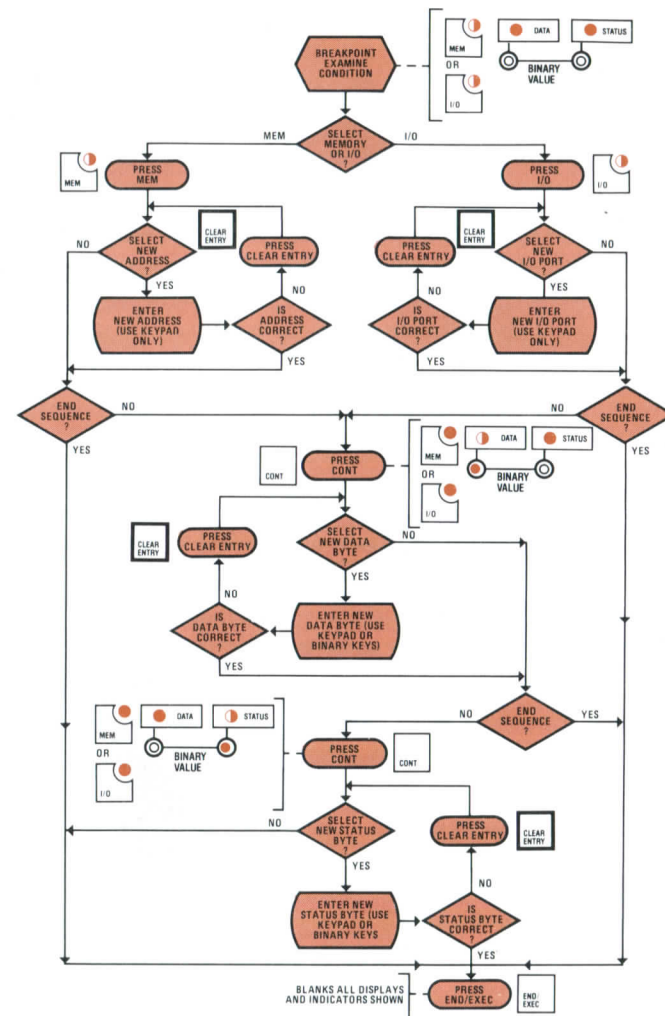 BREAKPOINT
EXAMINE
CONDITION
MEM
OR
I/O
DATA
STATUS
BINARY
VALUE
MEM
SELECT
MEMORY
OR I/O
?
I/O
MEM
PRESS
MEM
PRESS
I/O
I/O
NO
SELECT
NEW
ADDRESS
?
YES
CLEAR
ENTRY
PRESS
CLEAR ENTRY
NO
ENTER
NEW ADDRESS
(USE KEYPAD
ONLY)
IS
ADDRESS
CORRECT
?
YES
PRESS
CLEAR ENTRY
CLEAR
ENTRY
SELECT
NEW
I/O PORT
?
NO
YES
NO
IS
I/O PORT
CORRECT
?
YES
ENTER
NEW I/O PORT
(USE KEYPAD
ONLY)
END
SEQUENCE
?
NO
YES
NO
END
SEQUENCE
?
YES
CONT
PRESS
CONT
MEM
OR
I/O
DATA
STATUS
BINARY
VALUE
CLEAR
ENTRY
PRESS
CLEAR ENTRY
SELECT
NEW DATA
BYTE
?
NO
YES
NO
IS
DATA BYTE
CORRECT
?
YES
ENTER NEW
DATA BYTE (USE
KEYPAD OR
BINARY KEYS)
NO
END
SEQUENCE
?
YES
MEM
OR
I/O
DATA
STATUS
BINARY
VALUE
PRESS
CONT
CONT
NO
SELECT
NEW STATUS
BYTE
?
YES
PRESS
CLEAR ENTRY
CLEAR
ENTRY
NO
ENTER NEW
STATUS BYTE (USE
KEYPAD OR
BINARY KEYS
IS
STATUS BYTE
CORRECT
?
YES
BLANKS ALL DISPLAYS
AND INDICATORS SHOWN
PRESS
END/EXEC
END/
EXEC